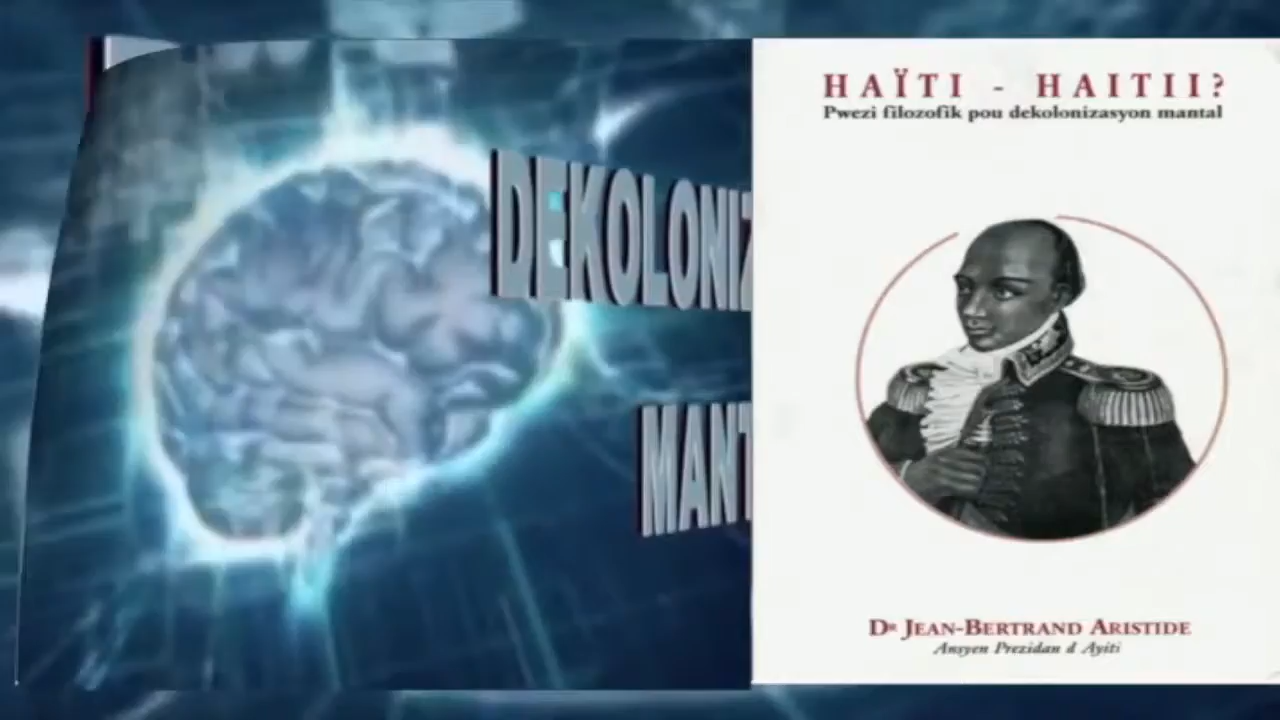 DEKOLONIZ
MANT
HAÏTI - HAITII?
Pwezi filozofik pou dekolonizasyon mantal
Dr JEAN-BERTRAND ARISTIDE
Ansyen Prezidan d Ayiti